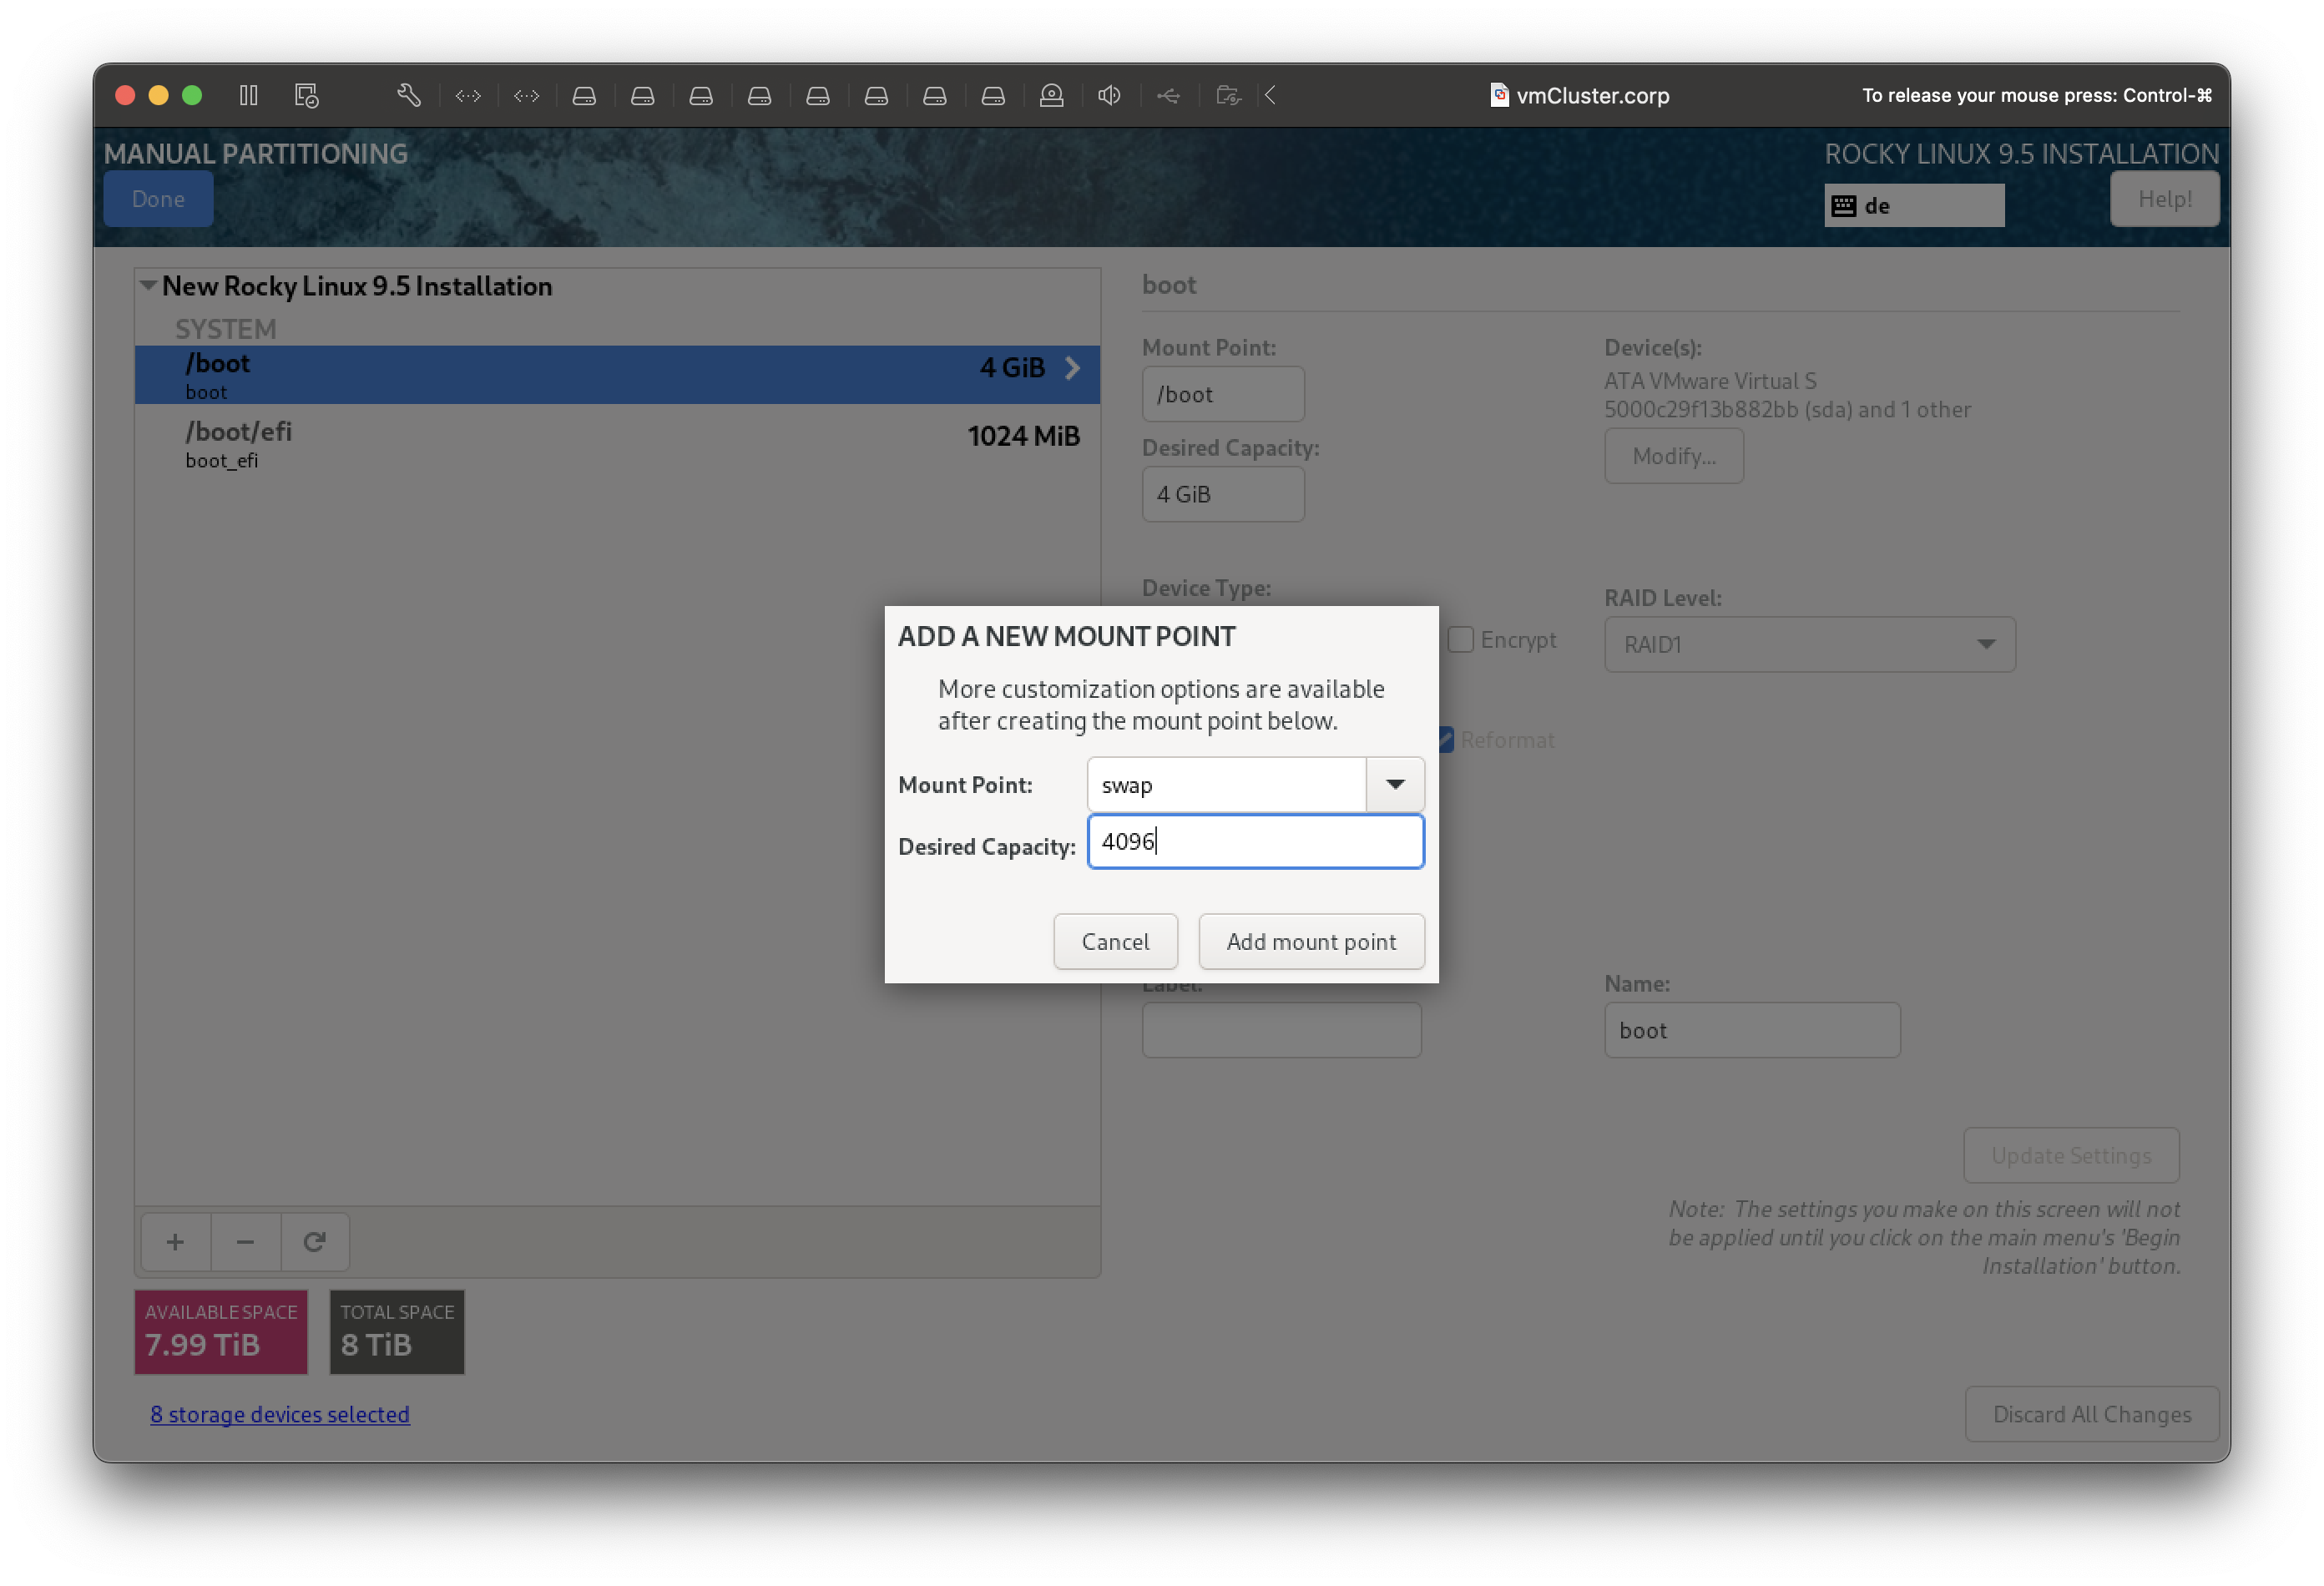 vmCluster.corp
To release your mouse press: Control-⌘
MANUAL PARTITIONING
ROCKY LINUX 9.5 INSTALLATION
Done
de
Help!
New Rocky Linux 9.5 Installation
SYSTEM
/boot
4 GiB
boot
/boot/efi
1024 MiB
boot_efi
boot
Mount Point:
/boot
Device(s):
ATA VMware Virtual S
5000c29f13b882bb (sda) and 1 other
Modify...
Desired Capacity:
4 GiB
Device Type:
Encrypt
RAID Level:
RAID1
Reformat
ADD A NEW MOUNT POINT
More customization options are available
after creating the mount point below.
Mount Point:
swap
Desired Capacity:
4096
Cancel
Add mount point
Label:
Name:
boot
Update Settings
Note: The settings you make on this screen will not
be applied until you click on the main menu's 'Begin
Installation' button.
AVAILABLE SPACE
7.99 TiB
TOTAL SPACE
8 TiB
8 storage devices selected
Discard All Changes